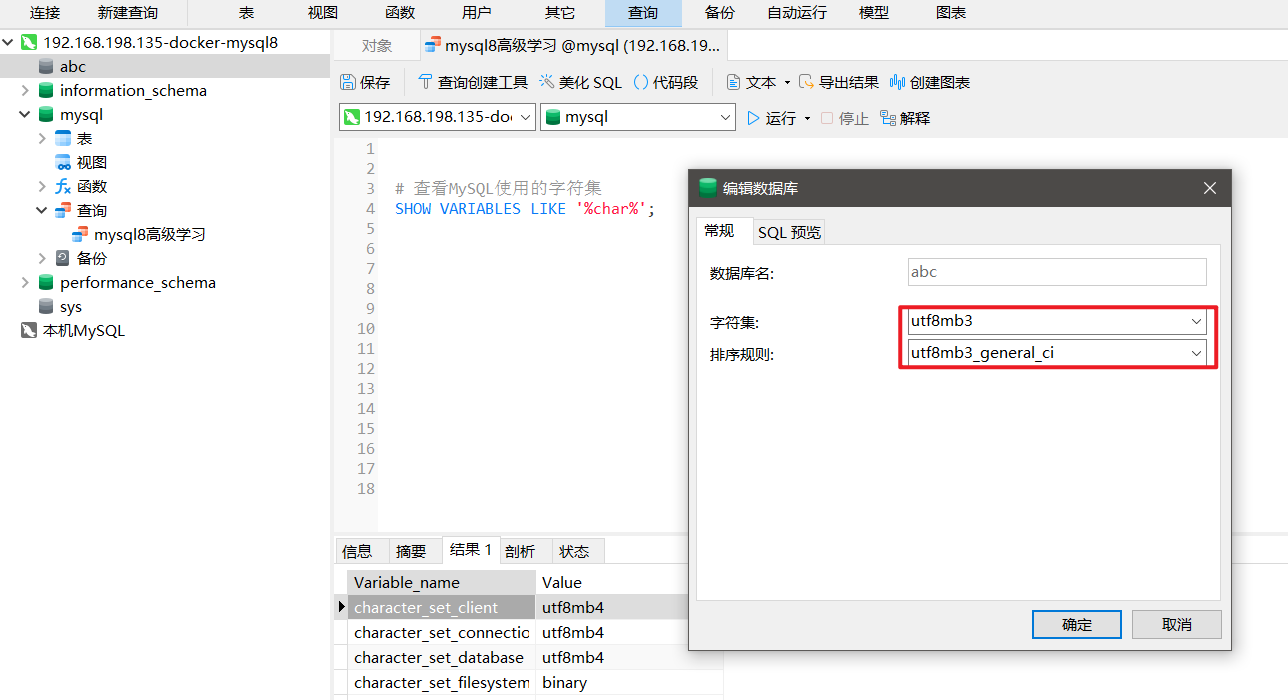 连接 新建查询 表 视图 函数 用户 其它 查询 备份 自动运行 模型 图表
192.168.198.135-docker-mysql8
abc
information_schema
mysql
表
视图
函数
查询
mysql8高级学习
备份
performance_schema
sys
本机MySQL
对象 mysql8高级学习 @mysql (192.168.19...
保存 查询创建工具 美化 SQL () 代码段 文本 导出结果 创建图表
192.168.198.135-do mysql 运行 停止 解释
1
2
3 # 查看MySQL使用的字符集
4 SHOW VARIABLES LIKE '%char%';
5
6
7
8
9
10
11
12
13
14
15
16
17
18
编辑数据库
常规 SQL 预览
数据库名: abc
字符集: utf8mb3
排序规则: utf8mb3_general_ci
确定 取消
信息 摘要 结果 1 剖析 状态
Variable_name Value
character_set_client utf8mb4
character_set_connectio utf8mb4
character_set_database utf8mb4
character_set_filesystem binary